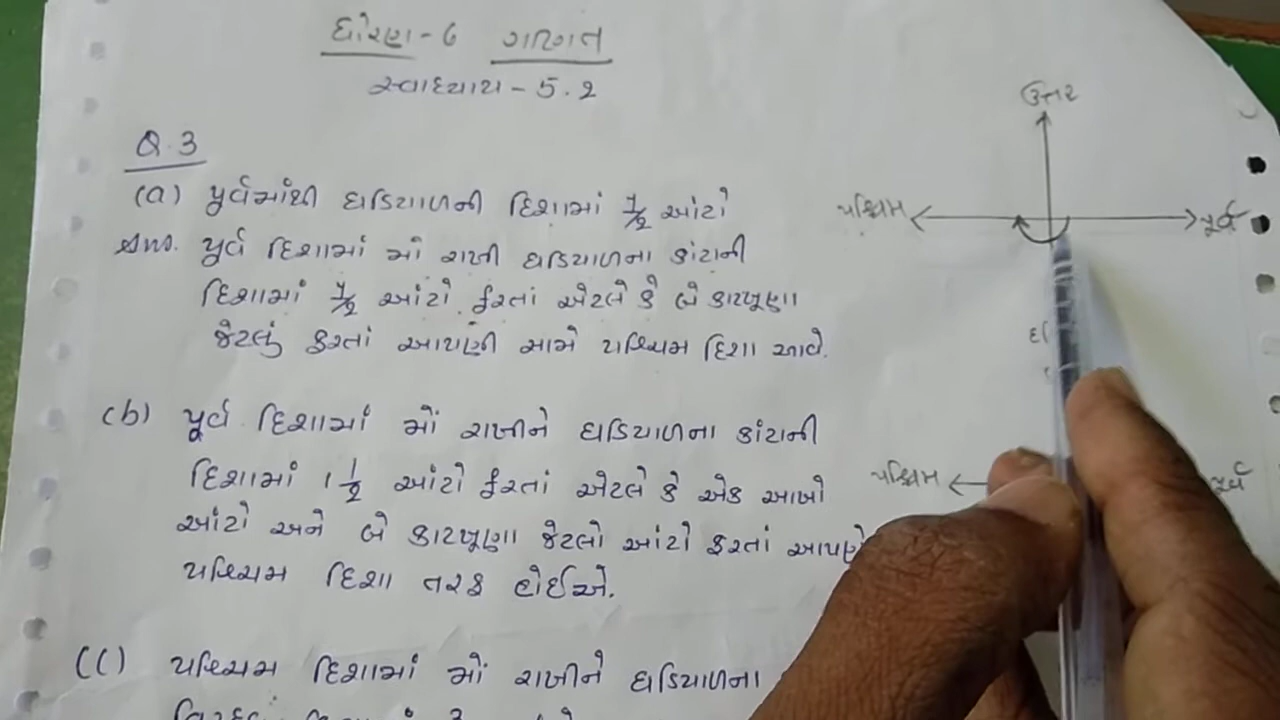 ધોરણ - 6 ગણિત
સ્વાધ્યાય - 5.2
Q.3
(a) પૂર્વમાંથી ઘડિયાળની દિશામાં 1/2 આંટો
Ans. પૂર્વ દિશામાં મોં રાખી ઘડિયાળના કાંટાની
દિશામાં 1/2 આંટો ફરતાં એટલે કે બે કાટખૂણા
જેટલું ફરતાં આપણી સામે પશ્ચિમ દિશા આવે.
(b) પૂર્વ દિશામાં મોં રાખીને ઘડિયાળના કાંટાની
દિશામાં 1 1/2 આંટો ફરતાં એટલે કે એક આખો
આંટો અને બે કાટખૂણા જેટલો આંટો ફરતાં આપણે
પશ્ચિમ દિશા તરફ હોઈએ.
(c) પશ્ચિમ દિશામાં મોં રાખીને ઘડિયાળના
ઉત્તર
પશ્ચિમ પૂર્વ
પશ્ચિમ પૂર્વ